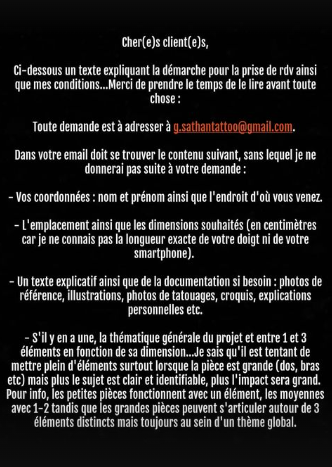 Cher(e)s client(e)s,
Ci-dessous un texte expliquant la démarche pour la prise de rdv ainsi
que mes conditions...Merci de prendre le temps de le lire avant toute
chose :
Toute demande est à adresser à g.sathantattoo@gmail.com.
Dans votre email doit se trouver le contenu suivant, sans lequel je ne
donnerai pas suite à votre demande :
- Vos coordonnées : nom et prénom ainsi que l'endroit d'où vous venez.
- L'emplacement ainsi que les dimensions souhaités (en centimètres
car je ne connais pas la longueur exacte de votre doigt ni de votre
smartphone).
- Un texte explicatif ainsi que de la documentation si besoin : photos de
référence, illustrations, photos de tatouages, croquis, explications
personnelles etc.
- S'il y en a une, la thématique générale du projet et entre 1 et 3
éléments en fonction de sa dimension...Je sais qu'il est tentant de
mettre plein d'éléments surtout lorsque la pièce est grande (dos, bras
etc) mais plus le sujet est clair et identifiable, plus l'impact sera grand.
Pour info, les petites pièces fonctionnent avec un élément, les moyennes
avec 1-2 tandis que les grandes pièces peuvent s'articuler autour de 3
éléments distincts mais toujours au sein d'un thème global.